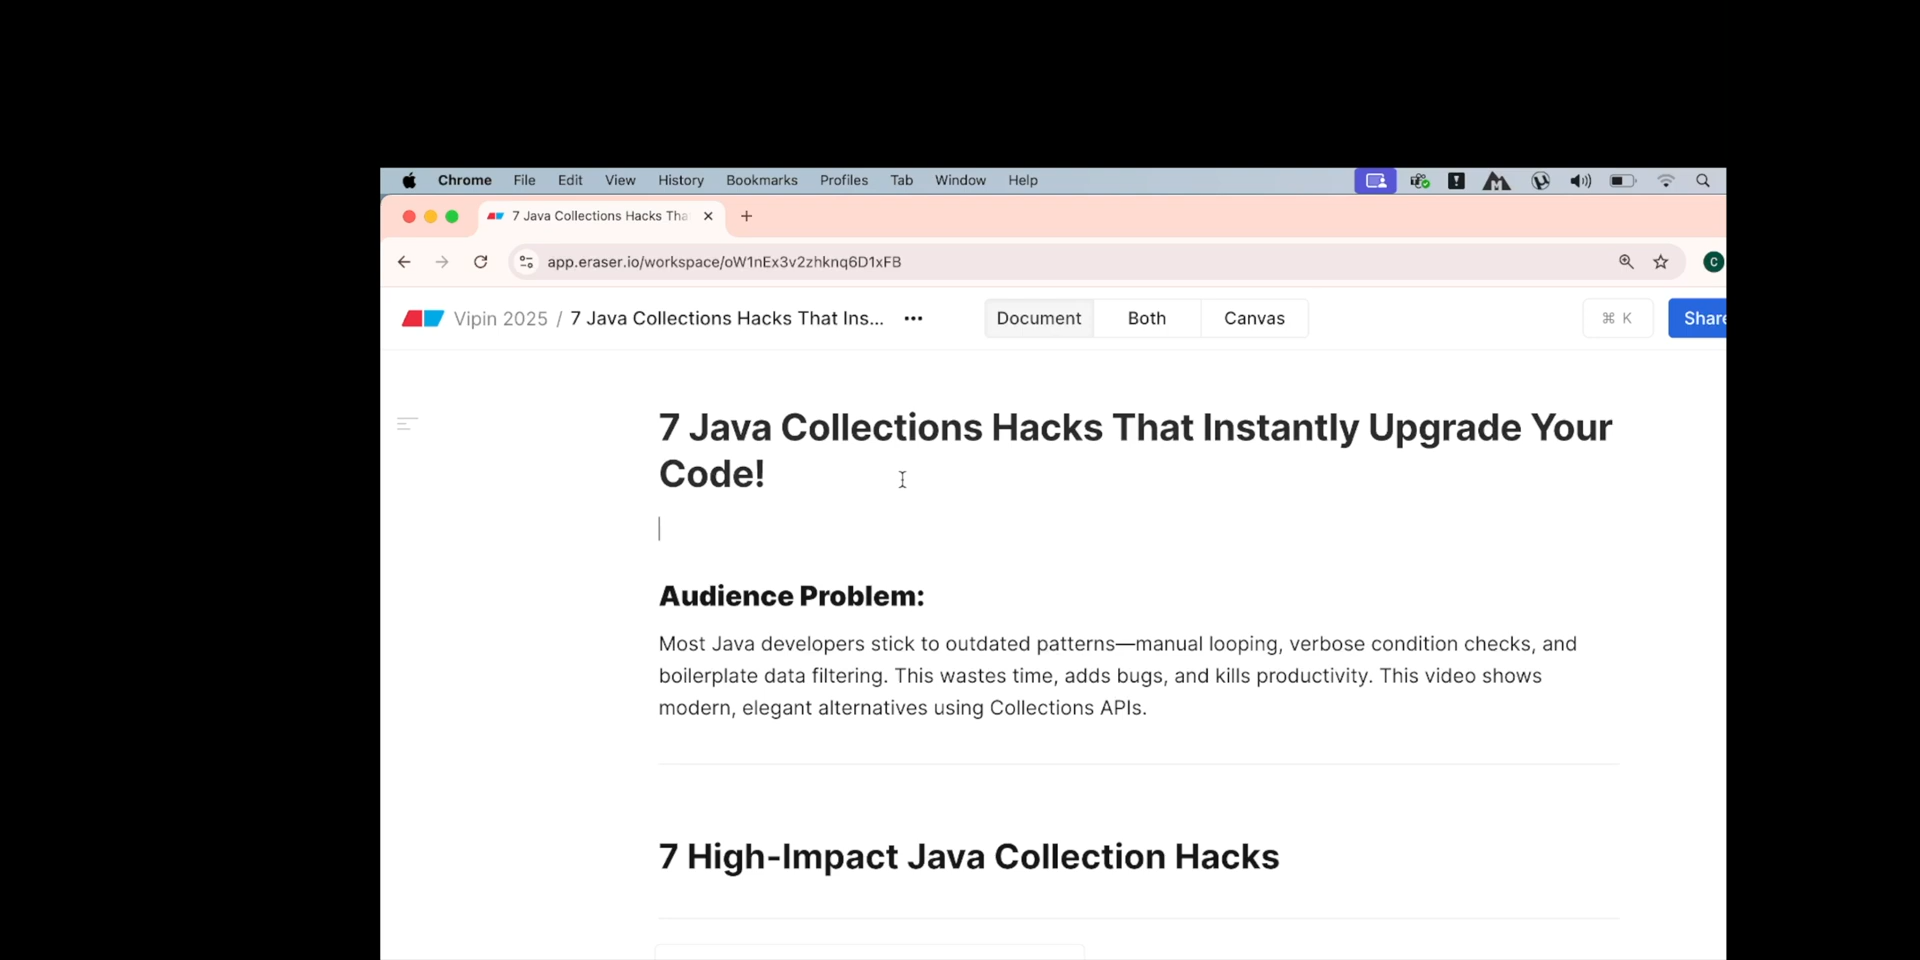 Chrome File Edit View History Bookmarks Profiles Tab Window Help
7 Java Collections Hacks Tha
app.eraser.io/workspace/oW1nEx3v2zhknq6D1xFB
C
Vipin 2025 / 7 Java Collections Hacks That Ins... ••• Document Both Canvas ⌘ K Share
7 Java Collections Hacks That Instantly Upgrade Your
Code!
Audience Problem:
Most Java developers stick to outdated patterns—manual looping, verbose condition checks, and
boilerplate data filtering. This wastes time, adds bugs, and kills productivity. This video shows
modern, elegant alternatives using Collections APIs.
7 High-Impact Java Collection Hacks